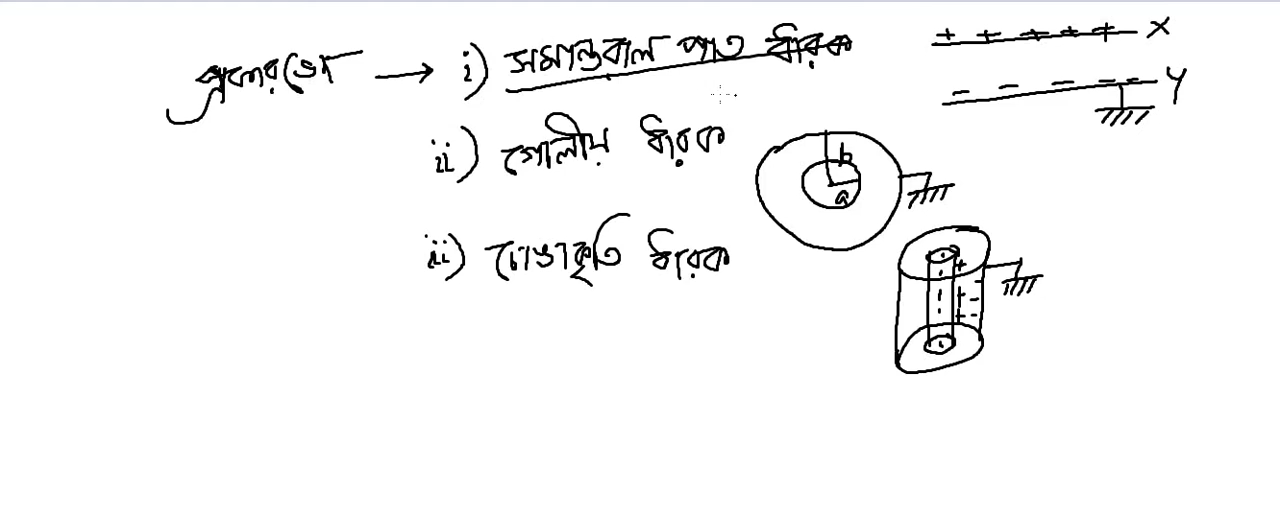 প্রকারভেদ → i) সমান্তরাল পাত ধারক
X
Y
ii) গোলীয় ধারক
b
a
iii) চোঙাকৃতি ধারক